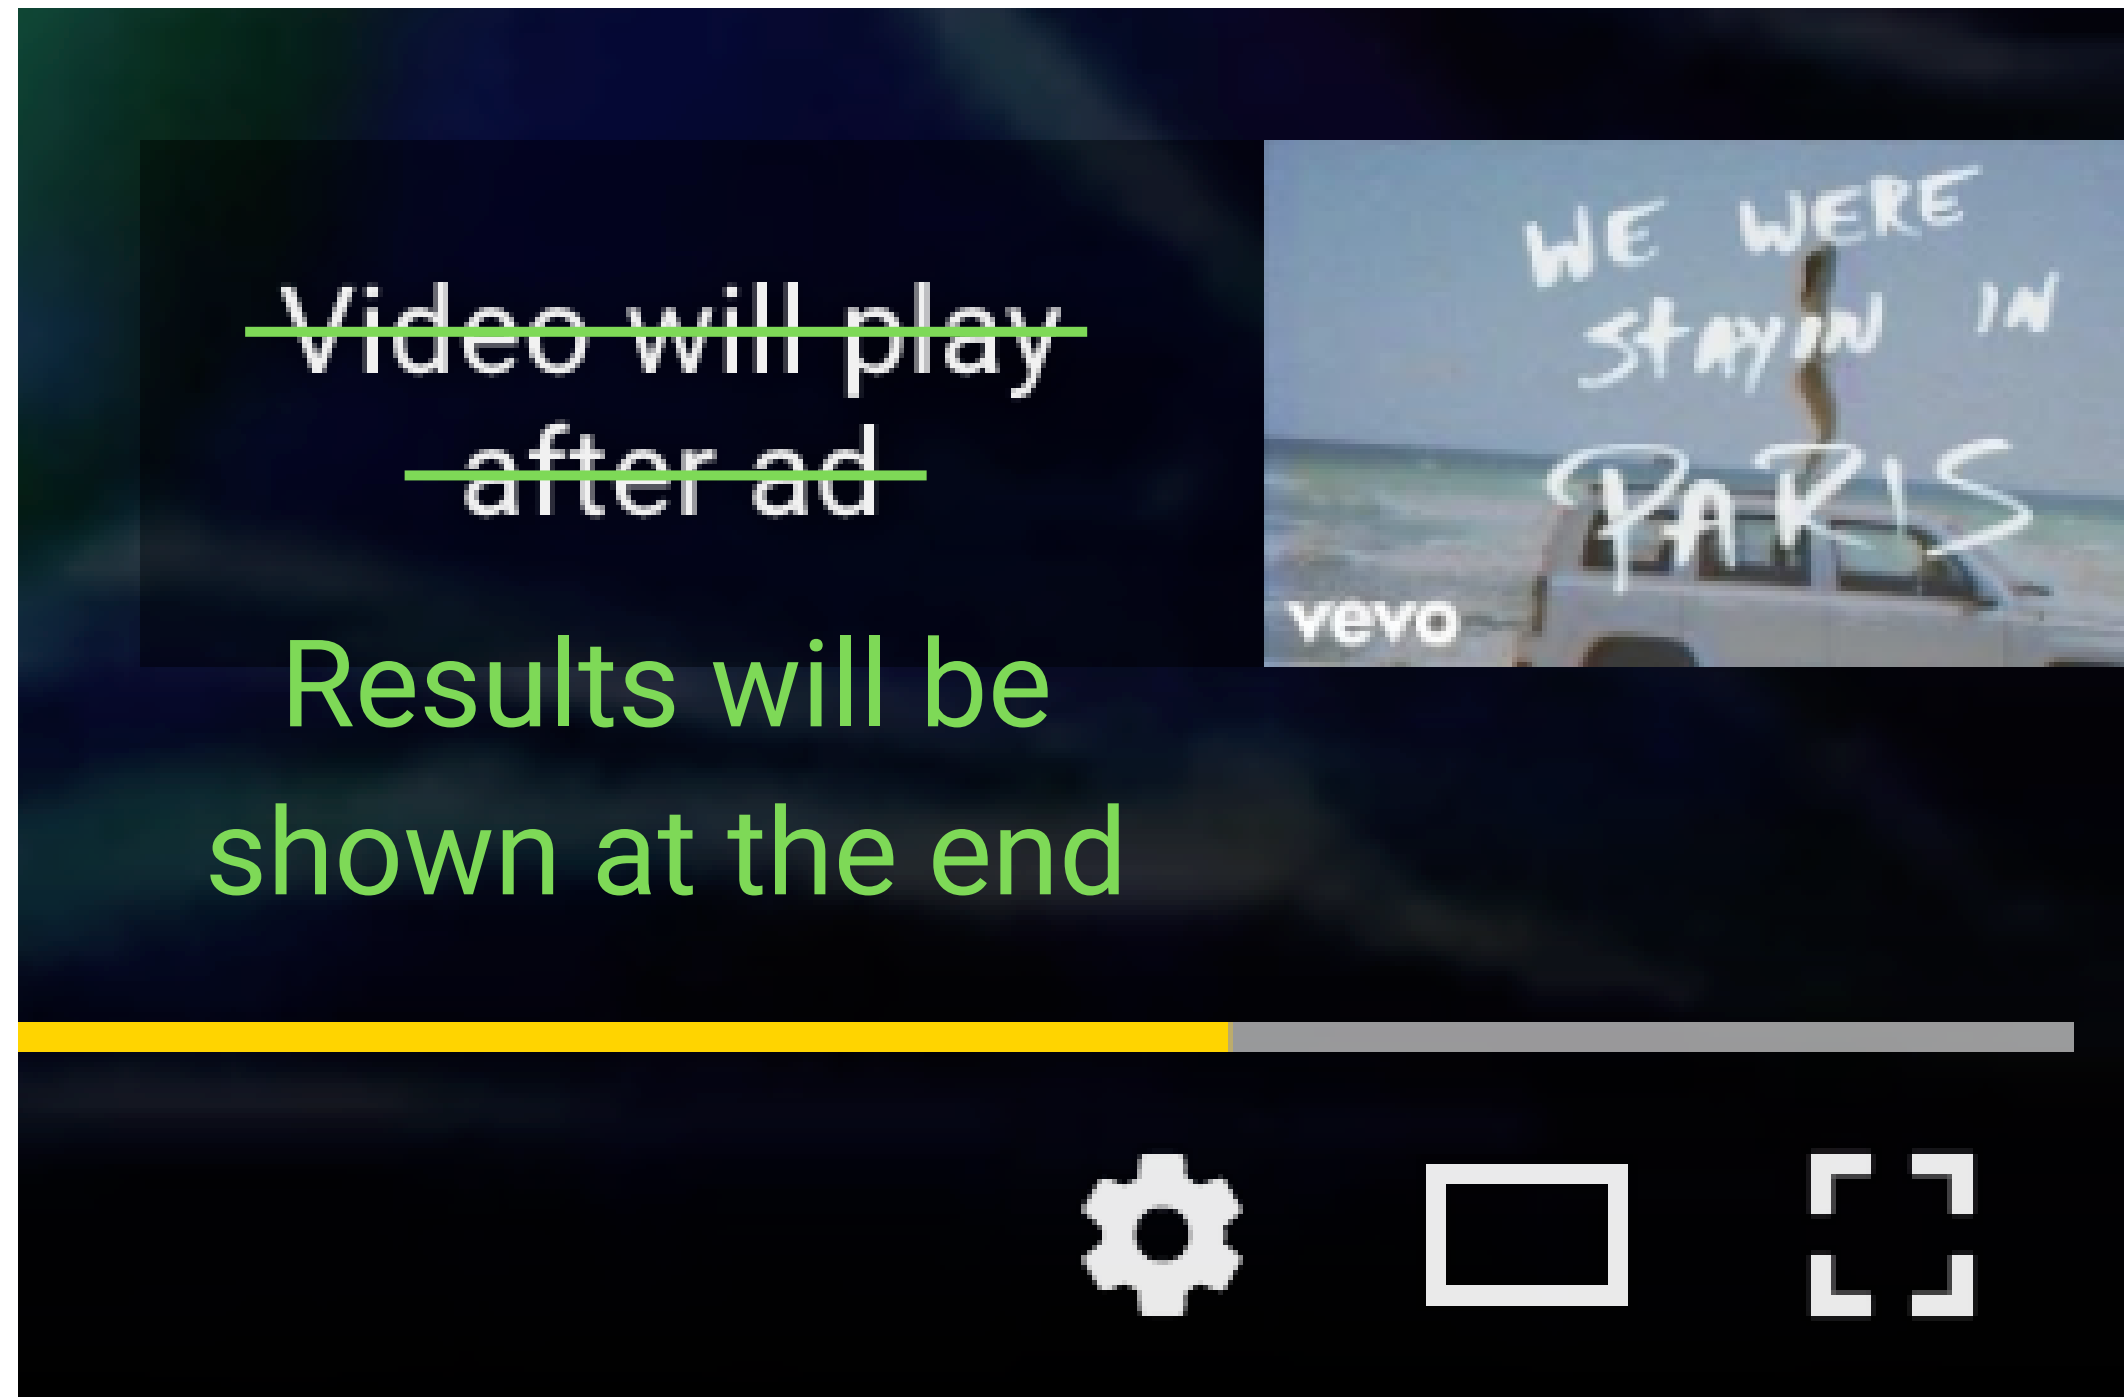 Video will play
after ad
Results will be
shown at the end
WE WERE
STAYIN IN
PARIS
vevo